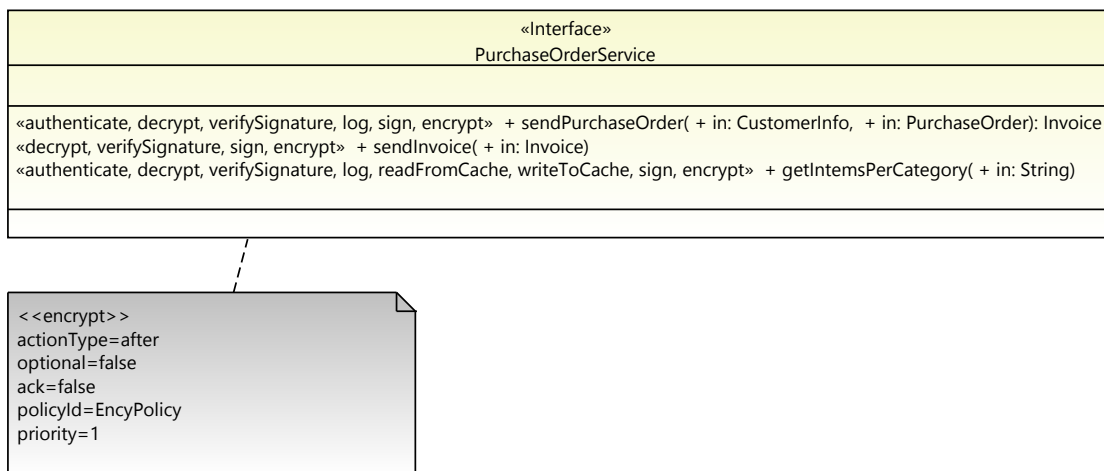 «Interface»
PurchaseOrderService
«authenticate, decrypt, verifySignature, log, sign, encrypt» + sendPurchaseOrder( + in: CustomerInfo, + in: PurchaseOrder): Invoice
«decrypt, verifySignature, sign, encrypt» + sendInvoice( + in: Invoice)
«authenticate, decrypt, verifySignature, log, readFromCache, writeToCache, sign, encrypt» + getIntemsPerCategory( + in: String)
<<encrypt>>
actionType=after
optional=false
ack=false
policyId=EncyPolicy
priority=1